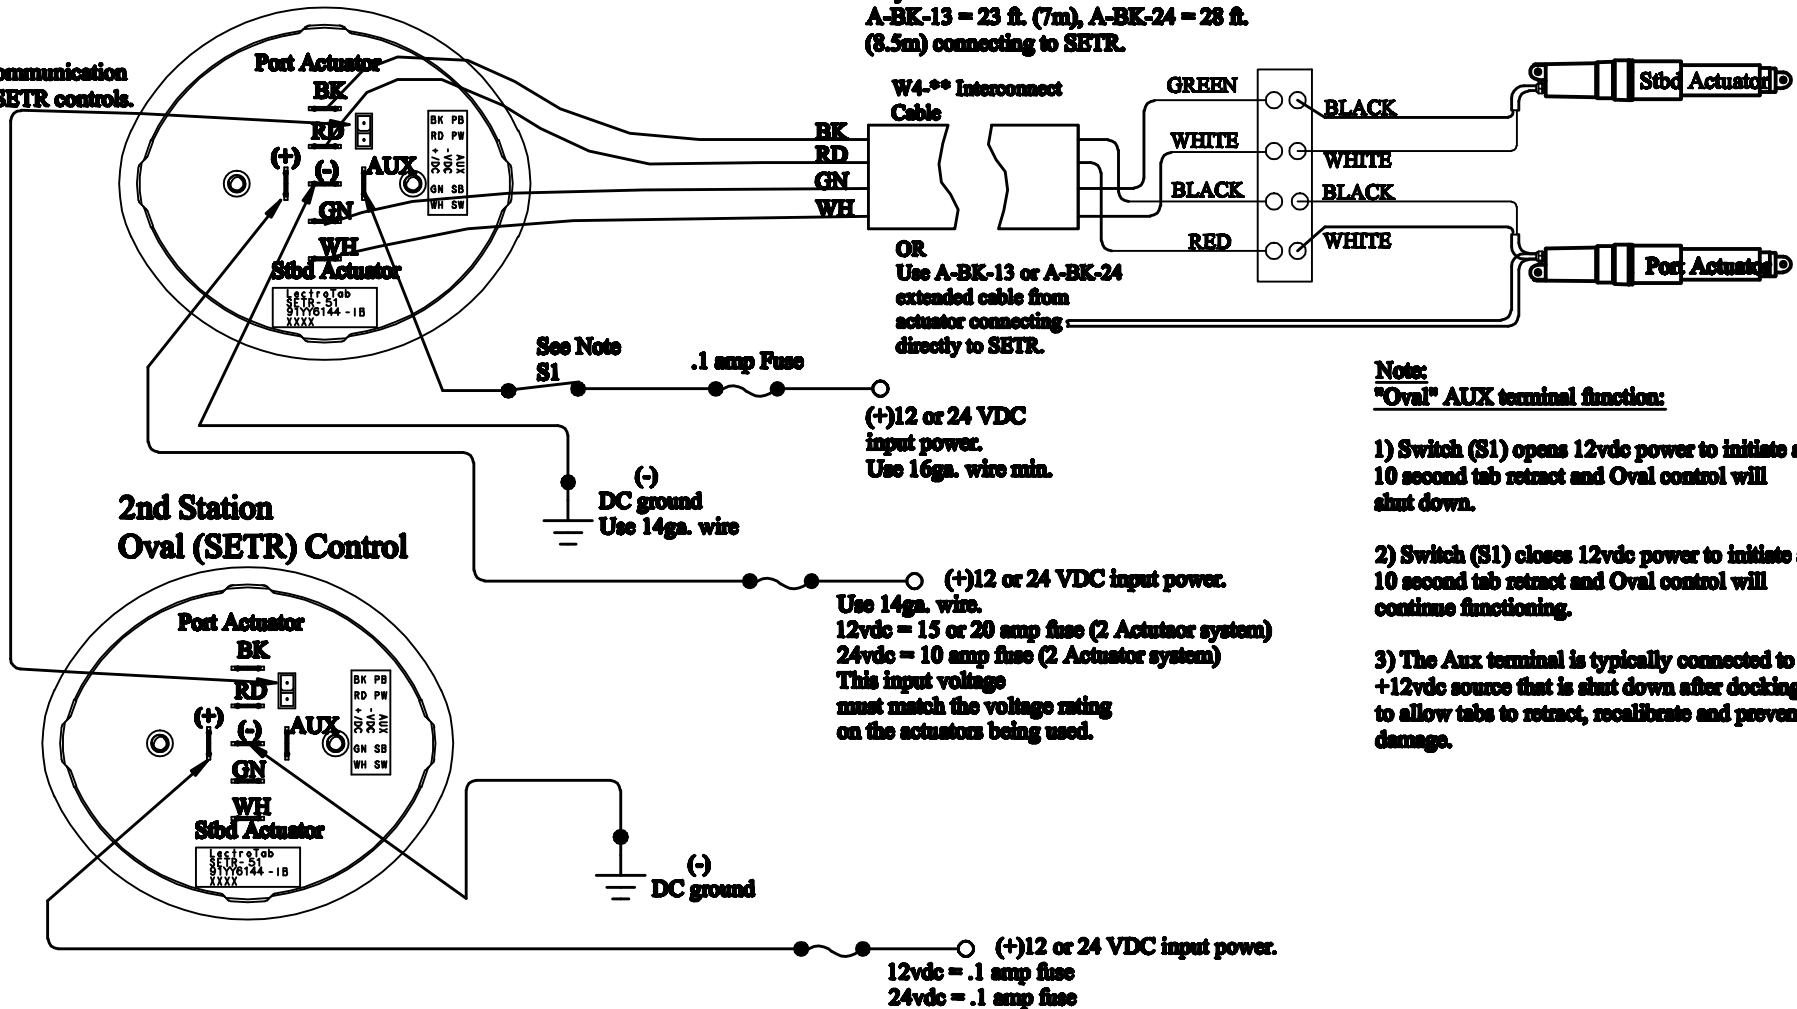 A-BK-13 = 23 ft. (7m), A-BK-24 = 28 ft.
(8.5m) connecting to SETR.
SETR controls.
Port Actuator
BK
RD
(+)
(-)
AUX
GN
WH
Stbd Actuator
BK PB
RD PW
+/DC -VDC AUX
GN SB
WH SW
LectroTab
SETR-51
91YY6144-1B
XXXX
W4-** Interconnect
Cable
BK
RD
GN
WH
GREEN
WHITE
BLACK
RED
BLACK
WHITE
BLACK
WHITE
Stbd Actuator
Port Actuator
OR
Use A-BK-13 or A-BK-24
extended cable from
actuator connecting
directly to SETR.
See Note
S1
.1 amp Fuse
(+)12 or 24 VDC
input power.
Use 16ga. wire min.
(-)
DC ground
Use 14ga. wire
(+)12 or 24 VDC input power.
Use 14ga. wire.
12vdc = 15 or 20 amp fuse (2 Actutaor system)
24vdc = 10 amp fuse (2 Actuator system)
This input voltage
must match the voltage rating
on the actuators being used.
Note:
"Oval" AUX terminal function:
1) Switch (S1) opens 12vdc power to initiate a
10 second tab retract and Oval control will
shut down.
2) Switch (S1) closes 12vdc power to initiate
10 second tab retract and Oval control will
continue functioning.
3) The Aux terminal is typically connected to
+12vdc source that is shut down after docking
to allow tabs to retract, recalibrate and preven
damage.
2nd Station
Oval (SETR) Control
Port Actuator
BK
RD
(+)
(-)
AUX
GN
WH
Stbd Actuator
BK PB
RD PW
+/DC -VDC AUX
GN SB
WH SW
LectroTab
SETR-51
91YY6144-1B
XXXX
(-)
DC ground
(+)12 or 24 VDC input power.
12vdc = .1 amp fuse
24vdc = .1 amp fuse